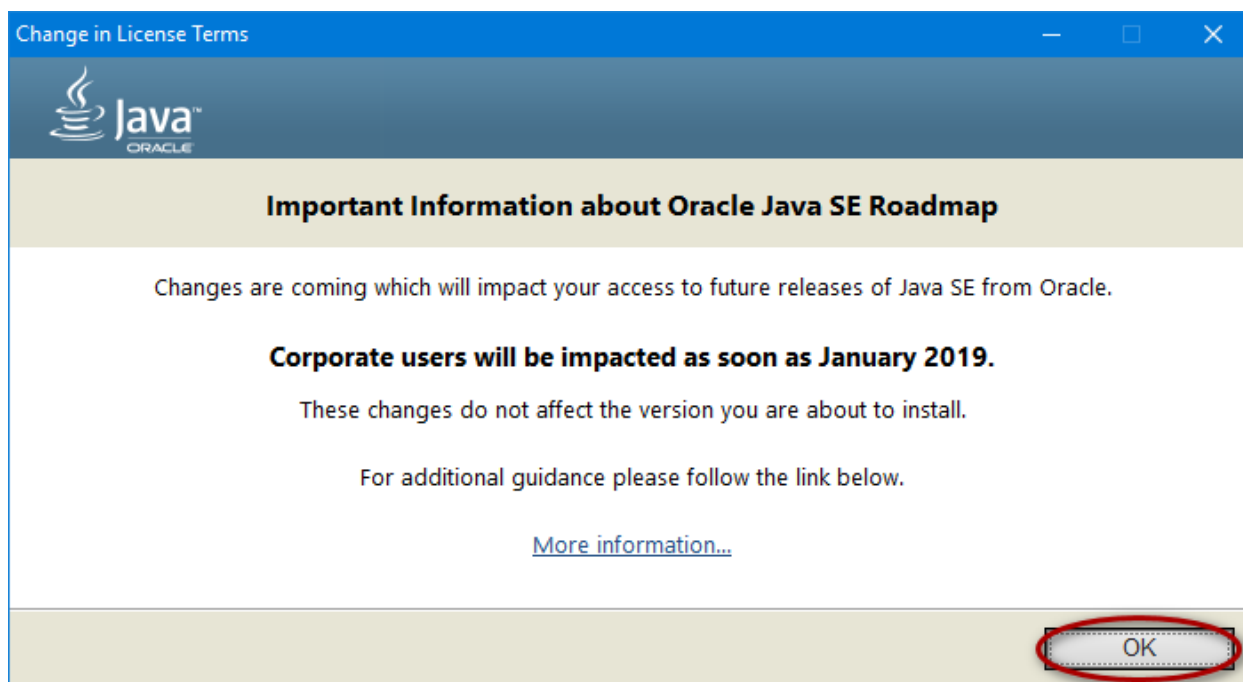 Change in License Terms
Java™
ORACLE
Important Information about Oracle Java SE Roadmap
Changes are coming which will impact your access to future releases of Java SE from Oracle.
Corporate users will be impacted as soon as January 2019.
These changes do not affect the version you are about to install.
For additional guidance please follow the link below.
More information...
OK